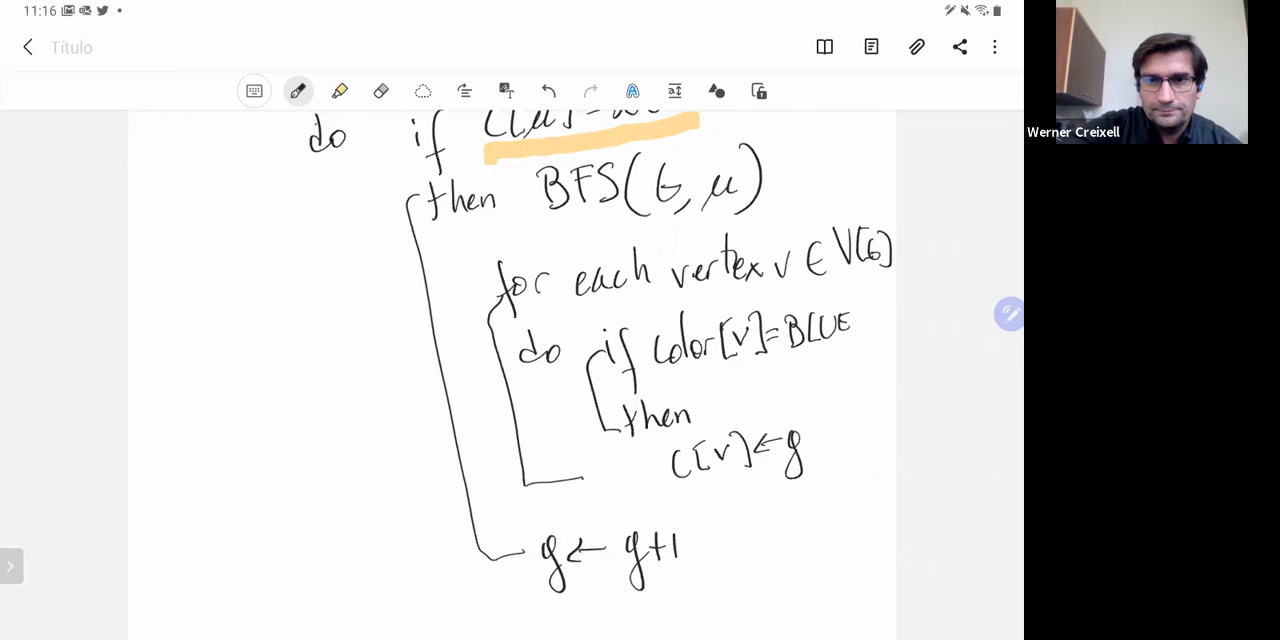 11:16
Título
Werner Creixell
do if
then BFS(G, u)
for each vertex v ∈ V[G]
do if color[v]=BLUE
then
C[v]←g
g← g+1